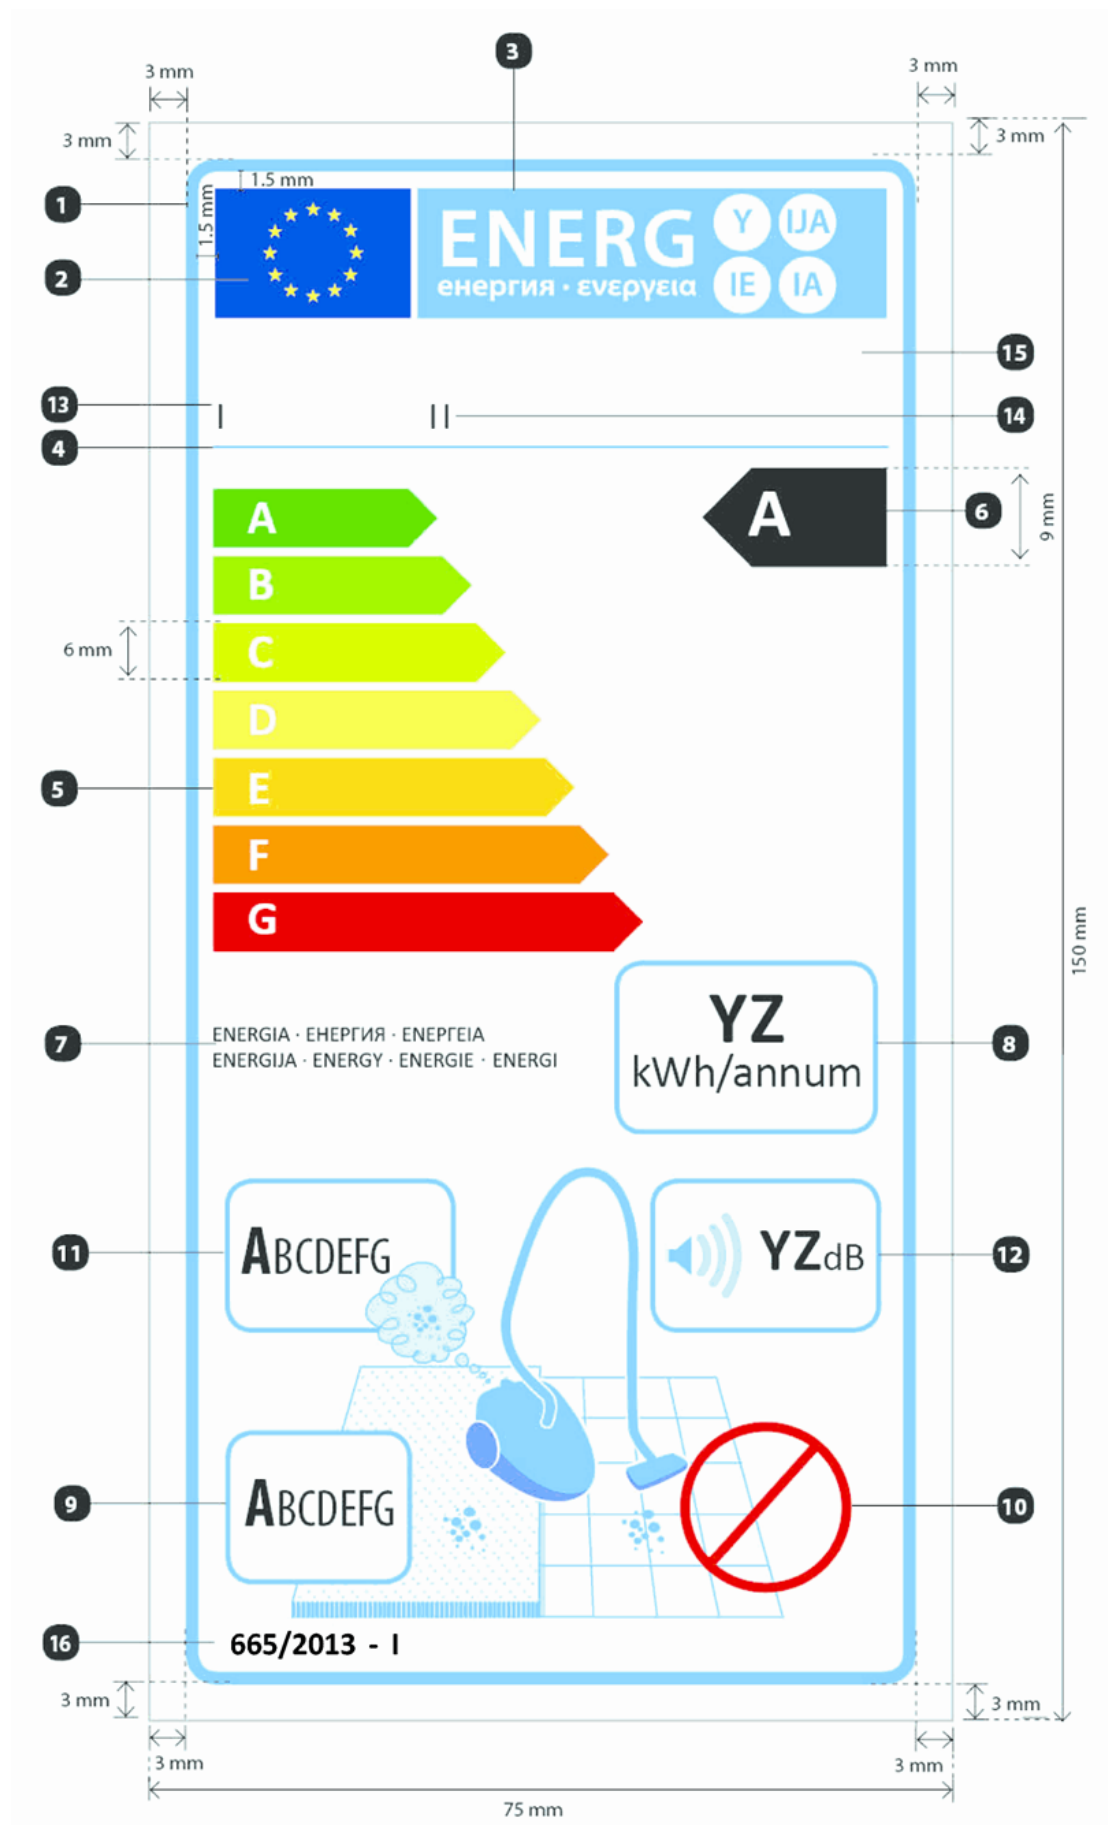 3
3 mm
3 mm
3 mm
3 mm
1.5 mm
1.5 mm
1
2
ENERG
енергия · ενεργεια
Y
IJA
IE
IA
15
13
I
II
14
4
A
A
6
9 mm
B
C
6 mm
D
5
E
F
G
150 mm
YZ
kWh/annum
7
ENERGIA · ЕНЕРГИЯ · ΕΝΕΡΓΕΙΑ
ENERGIJA · ENERGY · ENERGIE · ENERGI
8
11
ABCDEFG
YZdB
12
9
ABCDEFG
10
16
665/2013 - I
3 mm
3 mm
3 mm
3 mm
75 mm